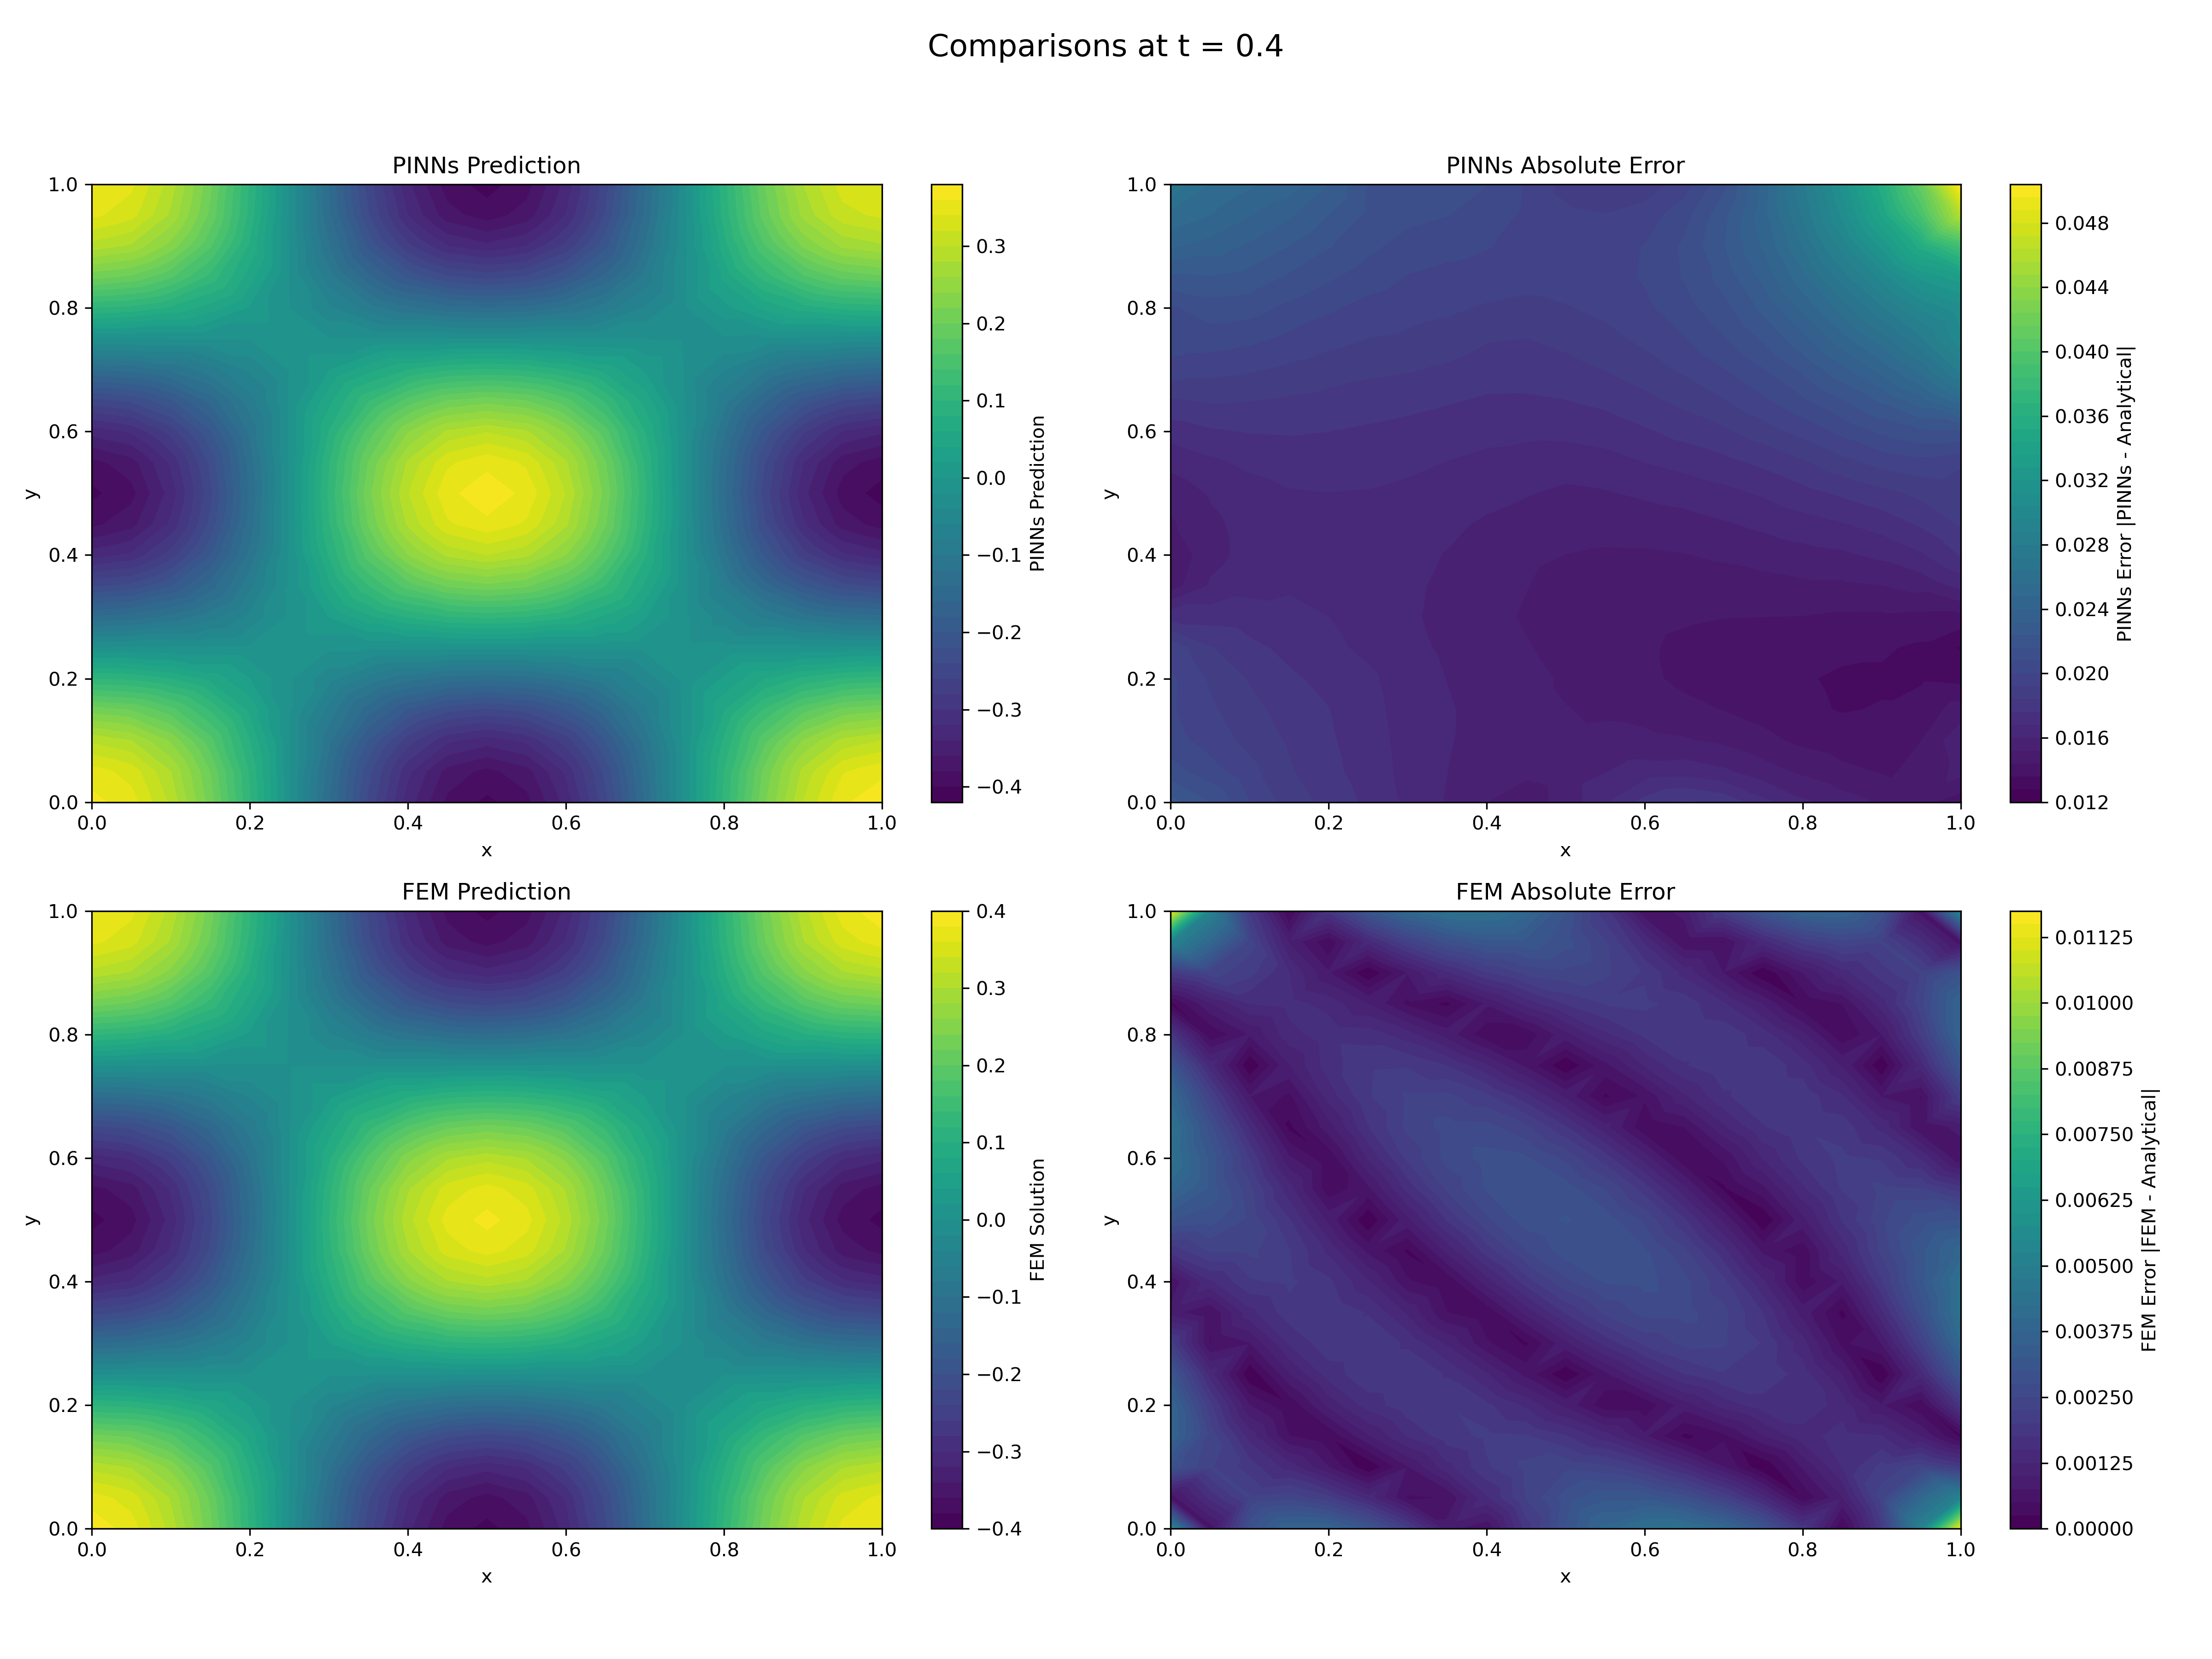 Comparisons at t = 0.4
PINNs Prediction
1.0
0.8
0.6
0.4
0.2
0.0
y
0.0 0.2 0.4 0.6 0.8 1.0
x
0.3
0.2
0.1
0.0
−0.1
−0.2
−0.3
−0.4
PINNs Prediction
PINNs Absolute Error
1.0
0.8
0.6
0.4
0.2
0.0
y
0.0 0.2 0.4 0.6 0.8 1.0
x
0.048
0.044
0.040
0.036
0.032
0.028
0.024
0.020
0.016
0.012
PINNs Error |PINNs - Analytical|
FEM Prediction
1.0
0.8
0.6
0.4
0.2
0.0
y
0.0 0.2 0.4 0.6 0.8 1.0
x
0.4
0.3
0.2
0.1
0.0
−0.1
−0.2
−0.3
−0.4
FEM Solution
FEM Absolute Error
1.0
0.8
0.6
0.4
0.2
0.0
y
0.0 0.2 0.4 0.6 0.8 1.0
x
0.01125
0.01000
0.00875
0.00750
0.00625
0.00500
0.00375
0.00250
0.00125
0.00000
FEM Error |FEM - Analytical|